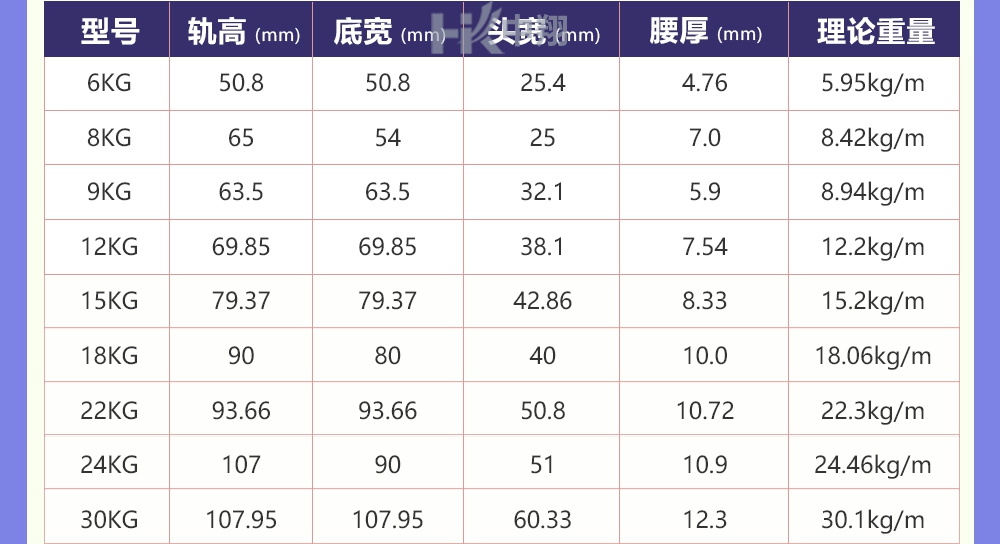 型号 轨高 (mm) 底宽 (mm) 头宽 (mm) 腰厚 (mm) 理论重量
6KG 50.8 50.8 25.4 4.76 5.95kg/m
8KG 65 54 25 7.0 8.42kg/m
9KG 63.5 63.5 32.1 5.9 8.94kg/m
12KG 69.85 69.85 38.1 7.54 12.2kg/m
15KG 79.37 79.37 42.86 8.33 15.2kg/m
18KG 90 80 40 10.0 18.06kg/m
22KG 93.66 93.66 50.8 10.72 22.3kg/m
24KG 107 90 51 10.9 24.46kg/m
30KG 107.95 107.95 60.33 12.3 30.1kg/m